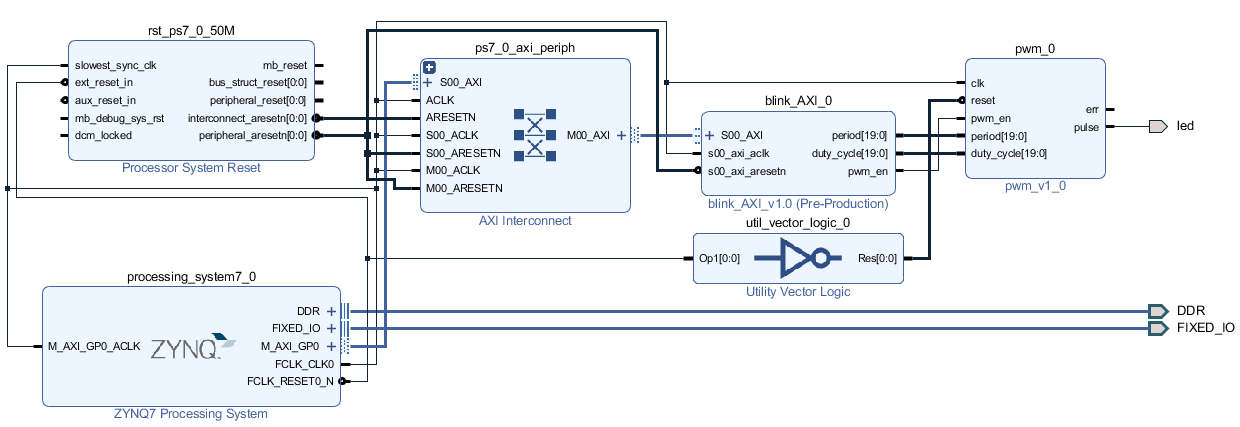 rst_ps7_0_50M
slowest_sync_clk
ext_reset_in
aux_reset_in
mb_debug_sys_rst
dcm_locked
mb_reset
bus_struct_reset[0:0]
peripheral_reset[0:0]
interconnect_aresetn[0:0]
peripheral_aresetn[0:0]
Processor System Reset
ps7_0_axi_periph
S00_AXI
ACLK
ARESETN
S00_ACLK
S00_ARESETN
M00_ACLK
M00_ARESETN
M00_AXI
AXI Interconnect
blink_AXI_0
S00_AXI
s00_axi_aclk
s00_axi_aresetn
period[19:0]
duty_cycle[19:0]
pwm_en
blink_AXI_v1.0 (Pre-Production)
pwm_0
clk
reset
pwm_en
period[19:0]
duty_cycle[19:0]
err
pulse
pwm_v1_0
led
util_vector_logic_0
Op1[0:0]
Res[0:0]
Utility Vector Logic
processing_system7_0
M_AXI_GP0_ACLK
ZYNQ
DDR
FIXED_IO
M_AXI_GP0
FCLK_CLK0
FCLK_RESET0_N
ZYNQ7 Processing System
DDR
FIXED_IO